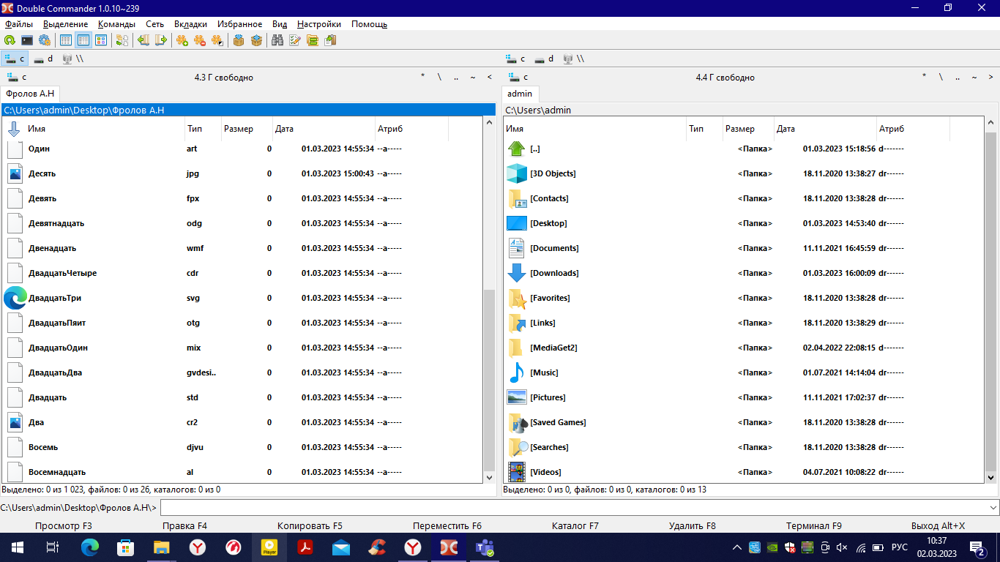 Double Commander 1.0.10~239
Файлы Выделение Команды Сеть Вкладки Избранное Вид Настройки Помощь
c d \\ c d \\
c 4.3 Г свободно * \ .. ~ < c 4.4 Г свободно * \ .. ~ >
Фролов А.Н admin
C:\Users\admin\Desktop\Фролов А.Н C:\Users\admin
Имя Тип Размер Дата Атриб Имя Тип Размер Дата Атриб
Один art 0 01.03.2023 14:55:34 --a----- [..] <Папка> 01.03.2023 15:18:56 d-------
Десять jpg 0 01.03.2023 15:00:43 --a----- [3D Objects] <Папка> 18.11.2020 13:38:27 dr------
Девять fpx 0 01.03.2023 14:55:34 --a----- [Contacts] <Папка> 18.11.2020 13:38:28 dr------
Девятнадцать odg 0 01.03.2023 14:55:34 --a----- [Desktop] <Папка> 01.03.2023 14:53:40 dr------
Двенадцать wmf 0 01.03.2023 14:55:34 --a----- [Documents] <Папка> 11.11.2021 16:45:59 dr------
ДвадцатьЧетыре cdr 0 01.03.2023 14:55:34 --a----- [Downloads] <Папка> 01.03.2023 16:00:09 dr------
ДвадцатьТри svg 0 01.03.2023 14:55:34 --a----- [Favorites] <Папка> 18.11.2020 13:38:28 dr------
ДвадцатьПяит otg 0 01.03.2023 14:55:34 --a----- [Links] <Папка> 18.11.2020 13:38:29 dr------
ДвадцатьОдин mix 0 01.03.2023 14:55:34 --a----- [MediaGet2] <Папка> 02.04.2022 22:08:15 d-------
ДвадцатьДва gvdesi.. 0 01.03.2023 14:55:34 --a----- [Music] <Папка> 01.07.2021 14:14:04 dr------
Двадцать std 0 01.03.2023 14:55:34 --a----- [Pictures] <Папка> 11.11.2021 17:02:37 dr------
Два cr2 0 01.03.2023 14:55:34 --a----- [Saved Games] <Папка> 18.11.2020 13:38:28 dr------
Восемь djvu 0 01.03.2023 14:55:34 --a----- [Searches] <Папка> 18.11.2020 13:38:28 dr------
Восемнадцать al 0 01.03.2023 14:55:34 --a----- [Videos] <Папка> 04.07.2021 10:08:22 dr------
Выделено: 0 из 1 023, файлов: 0 из 26, каталогов: 0 из 0 Выделено: 0 из 0, файлов: 0 из 0, каталогов: 0 из 13
C:\Users\admin\Desktop\Фролов А.Н\>
Просмотр F3 Правка F4 Копировать F5 Переместить F6 Каталог F7 Удалить F8 Терминал F9 Выход Alt+X
Player РУС 10:37
02.03.2023 2